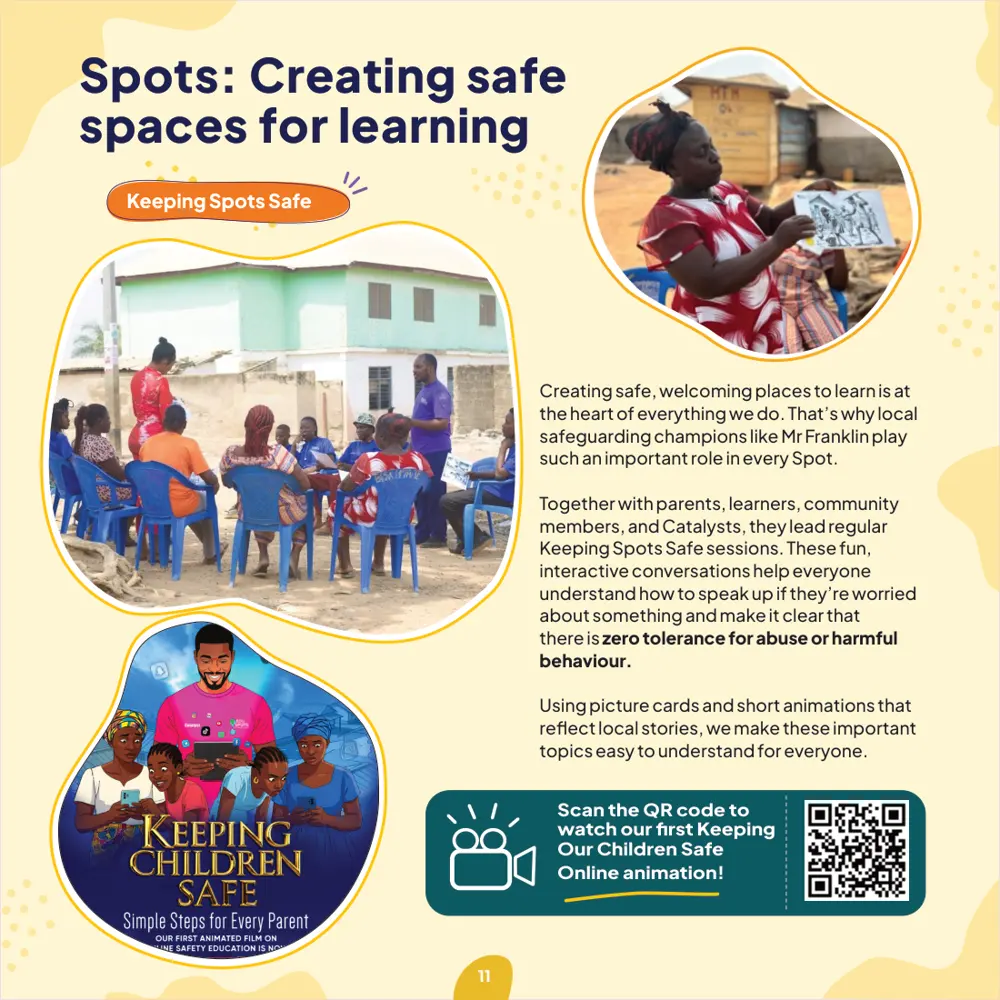 Spots: Creating safe
spaces for learning
Keeping Spots Safe
Creating safe, welcoming places to learn is at
the heart of everything we do. That's why local
safeguarding champions like Mr Franklin play
such an important role in every Spot.
Together with parents, learners, community
members, and Catalysts, they lead regular
Keeping Spots Safe sessions. These fun,
interactive conversations help everyone
understand how to speak up if they're worried
about something and make it clear that
there is zero tolerance for abuse or harmful
behaviour.
Using picture cards and short animations that
reflect local stories, we make these important
topics easy to understand for everyone.
KEEPING
CHILDREN
SAFE
Simple Steps for Every Parent
OUR FIRST ANIMATED FILM ON
SAFETY EDUCATION IS
Scan the QR code to
watch our first Keeping
Our Children Safe
Online animation!
11